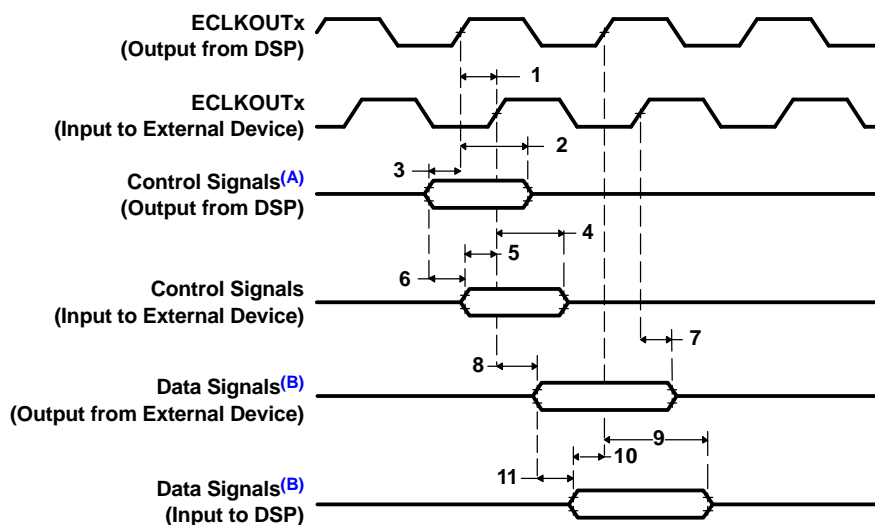 ECLKOUTx
(Output from DSP)
1
ECLKOUTx
(Input to External Device)
2
3
Control Signals(A)
(Output from DSP)
4
5
6
Control Signals
(Input to External Device)
7
8
Data Signals(B)
(Output from External Device)
9
10
11
Data Signals(B)
(Input to DSP)